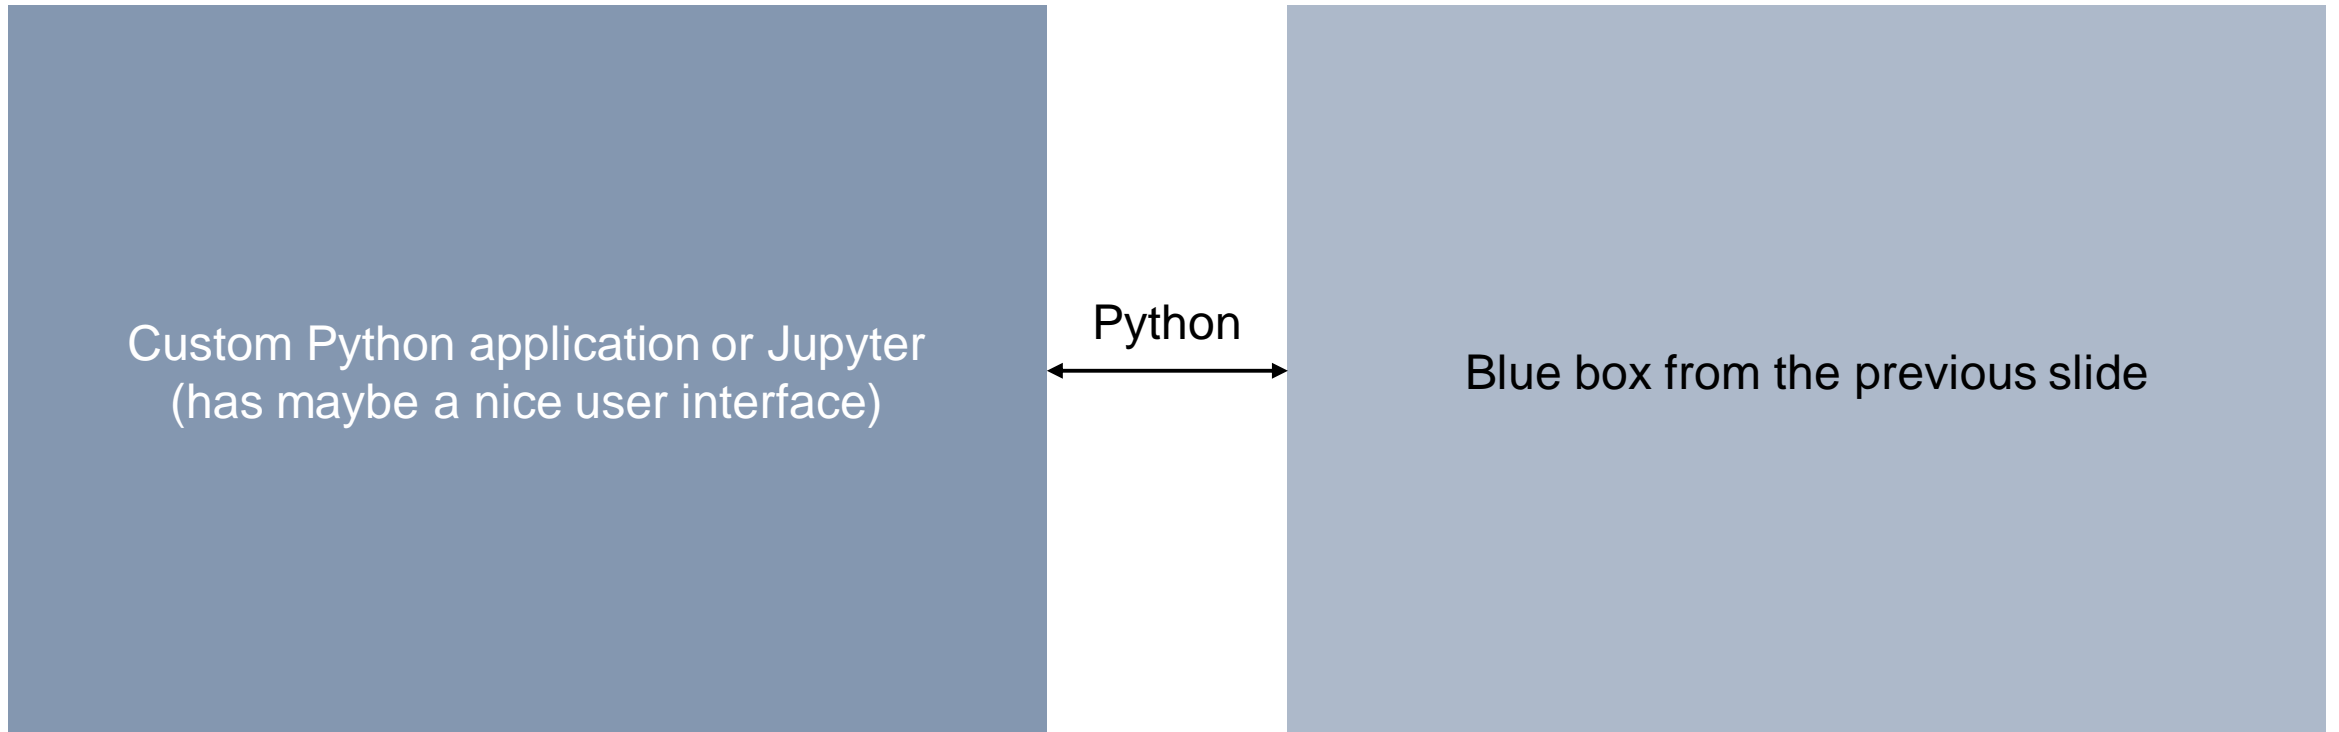 Custom Python application or Jupyter
(has maybe a nice user interface)
Python
Blue box from the previous slide